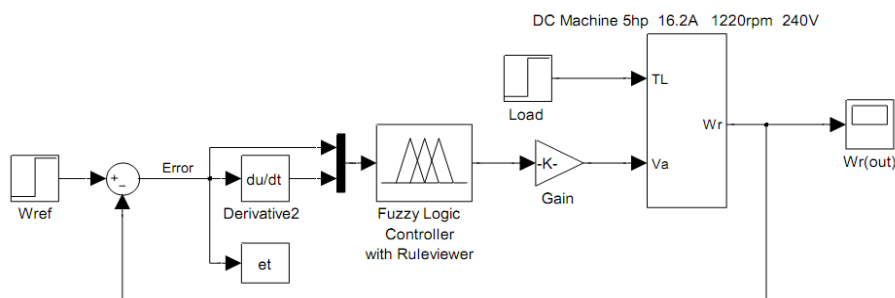 DC Machine 5hp 16.2A 1220rpm 240V
TL
Load
Wr
Wr(out)
Error
+
−
Wref
du/dt
Derivative2
Fuzzy Logic
Controller
with Ruleviewer
-K-
Gain
Va
et